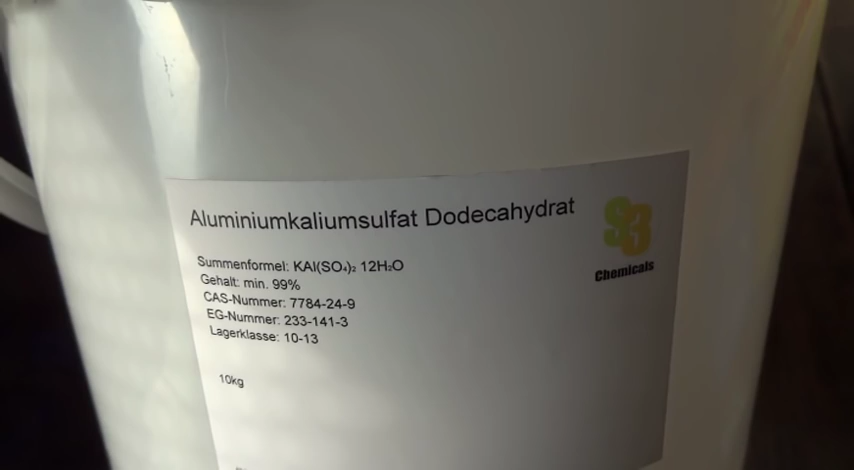 Aluminiumkaliumsulfat Dodecahydrat
S3
Chemicals
Summenformel: KAl(SO₄)₂ 12H₂O
Gehalt: min. 99%
CAS-Nummer: 7784-24-9
EG-Nummer: 233-141-3
Lagerklasse: 10-13
10kg